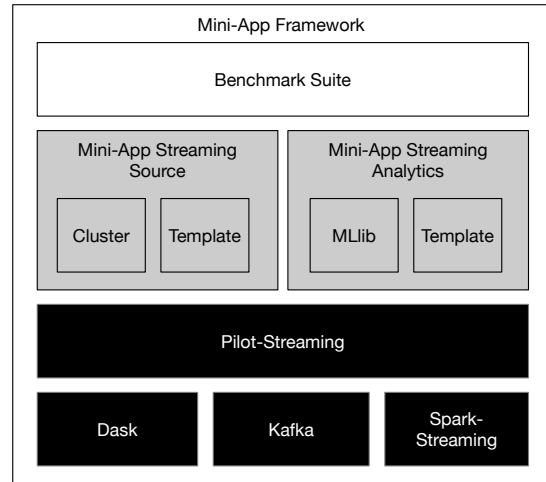 Mini-App Framework
Benchmark Suite
Mini-App Streaming
Source
Cluster
Template
Mini-App Streaming
Analytics
MLlib
Template
Pilot-Streaming
Dask
Kafka
Spark-
Streaming